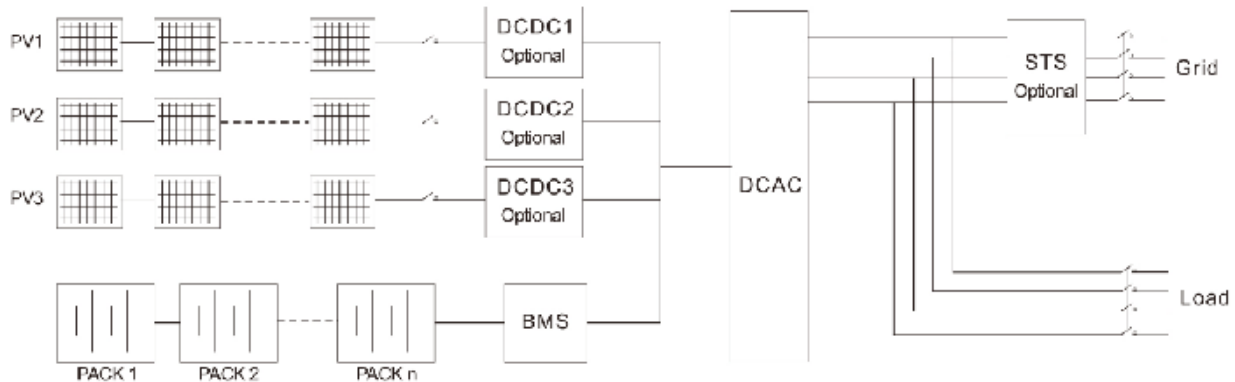 PV1
DCDC1
Optional
STS
Optional
Grid
PV2
DCDC2
Optional
PV3
DCDC3
Optional
DCAC
BMS
Load
PACK 1
PACK 2
PACK n